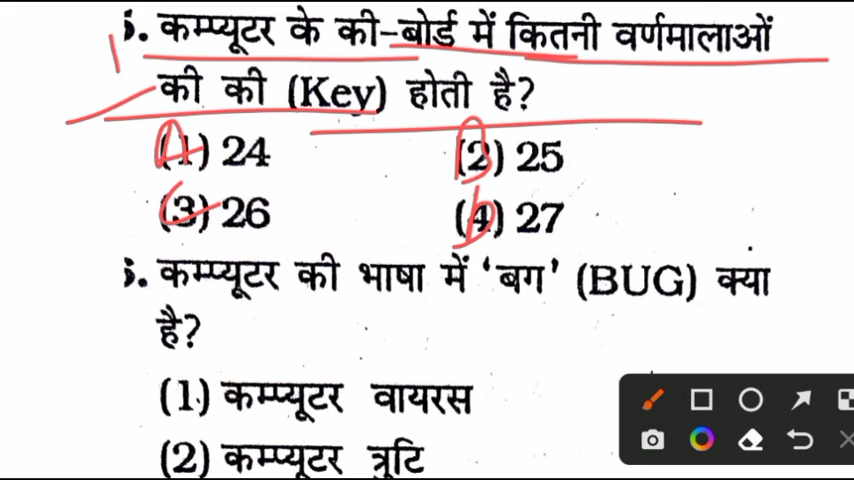 5. कम्प्यूटर के की-बोर्ड में कितनी वर्णमालाओं
की की (Key) होती है?
(1) 24 (2) 25
(3) 26 (4) 27
कम्प्यूटर की भाषा में ‘बग’ (BUG) क्या
है?
(1) कम्प्यूटर वायरस
(2) कम्प्यूटर त्रुटि